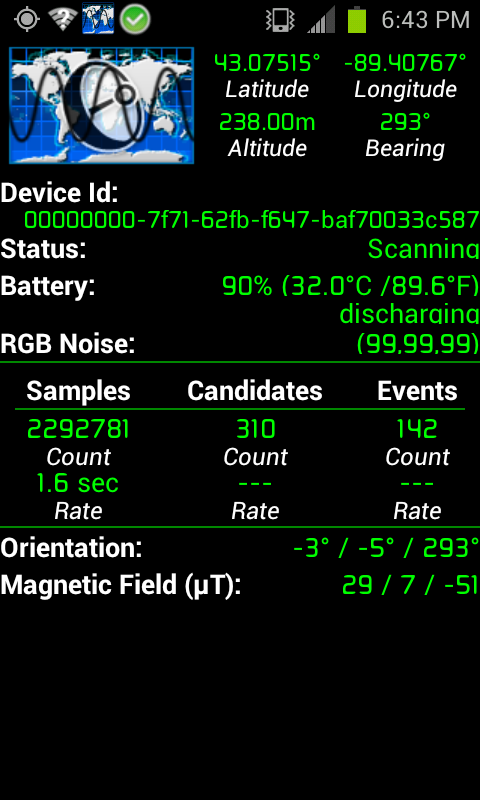 6:43 PM
43.07515° -89.40767°
Latitude Longitude
238.00m 293°
Altitude Bearing
Device Id:
00000000-7f71-62fb-f647-baf70033c587
Status: Scanning
Battery: 90% (32.0°C /89.6°F)
discharging
RGB Noise: (99,99,99)
Samples Candidates Events
2292781 310 142
Count Count Count
1.6 sec --- ---
Rate Rate Rate
Orientation: -3° / -5° / 293°
Magnetic Field (µT): 29 / 7 / -51